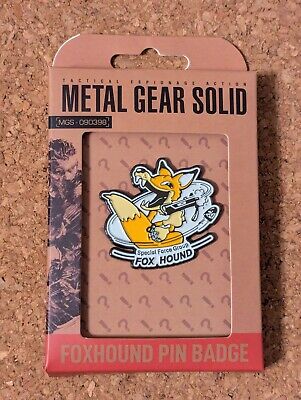 TACTICAL ESPIONAGE ACTION
METAL GEAR SOLID
MGS - 090398
Special Force Group
FOX HOUND
FOXHOUND PIN BADGE